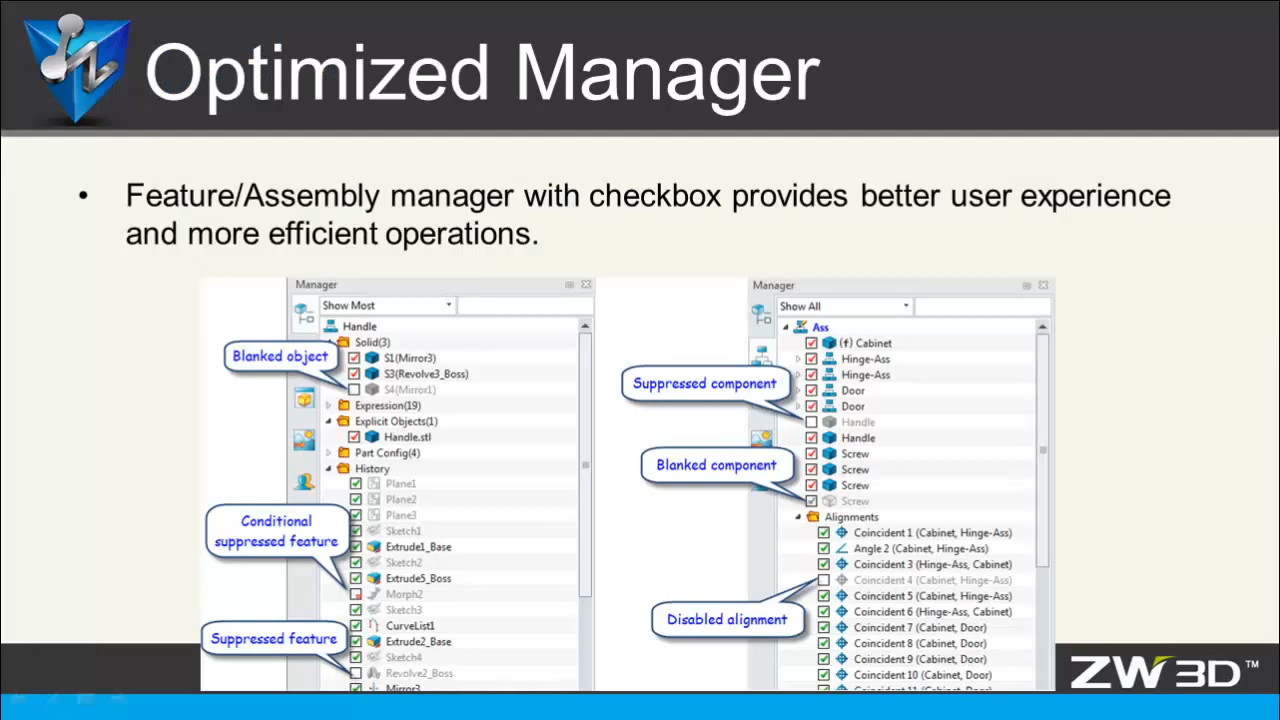 Optimized Manager
• Feature/Assembly manager with checkbox provides better user experience
and more efficient operations.
Manager
Show Most
Handle
Solid(3)
S1(Mirror3)
S3(Revolve3_Boss)
S4(Mirror1)
Expression(19)
Explicit Objects(1)
Handle.stl
Part Config(4)
History
Plane1
Plane2
Plane3
Sketch1
Extrude1_Base
Sketch2
Extrude5_Boss
Morph2
Sketch3
CurveList1
Extrude2_Base
Sketch4
Revolve2_Boss
Mirror3
Blanked object
Conditional
suppressed feature
Suppressed feature
Manager
Show All
Ass
(f) Cabinet
Hinge-Ass
Hinge-Ass
Door
Door
Handle
Handle
Screw
Screw
Screw
Screw
Alignments
Coincident 1 (Cabinet, Hinge-Ass)
Angle 2 (Cabinet, Hinge-Ass)
Coincident 3 (Hinge-Ass, Cabinet)
Coincident 4 (Cabinet, Hinge-Ass)
Coincident 5 (Cabinet, Hinge-Ass)
Coincident 6 (Hinge-Ass, Cabinet)
Coincident 7 (Cabinet, Door)
Coincident 8 (Cabinet, Door)
Coincident 9 (Cabinet, Door)
Coincident 10 (Cabinet, Door)
Coincident 11 (Cabinet, Door)
Suppressed component
Blanked component
Disabled alignment
ZW3D™